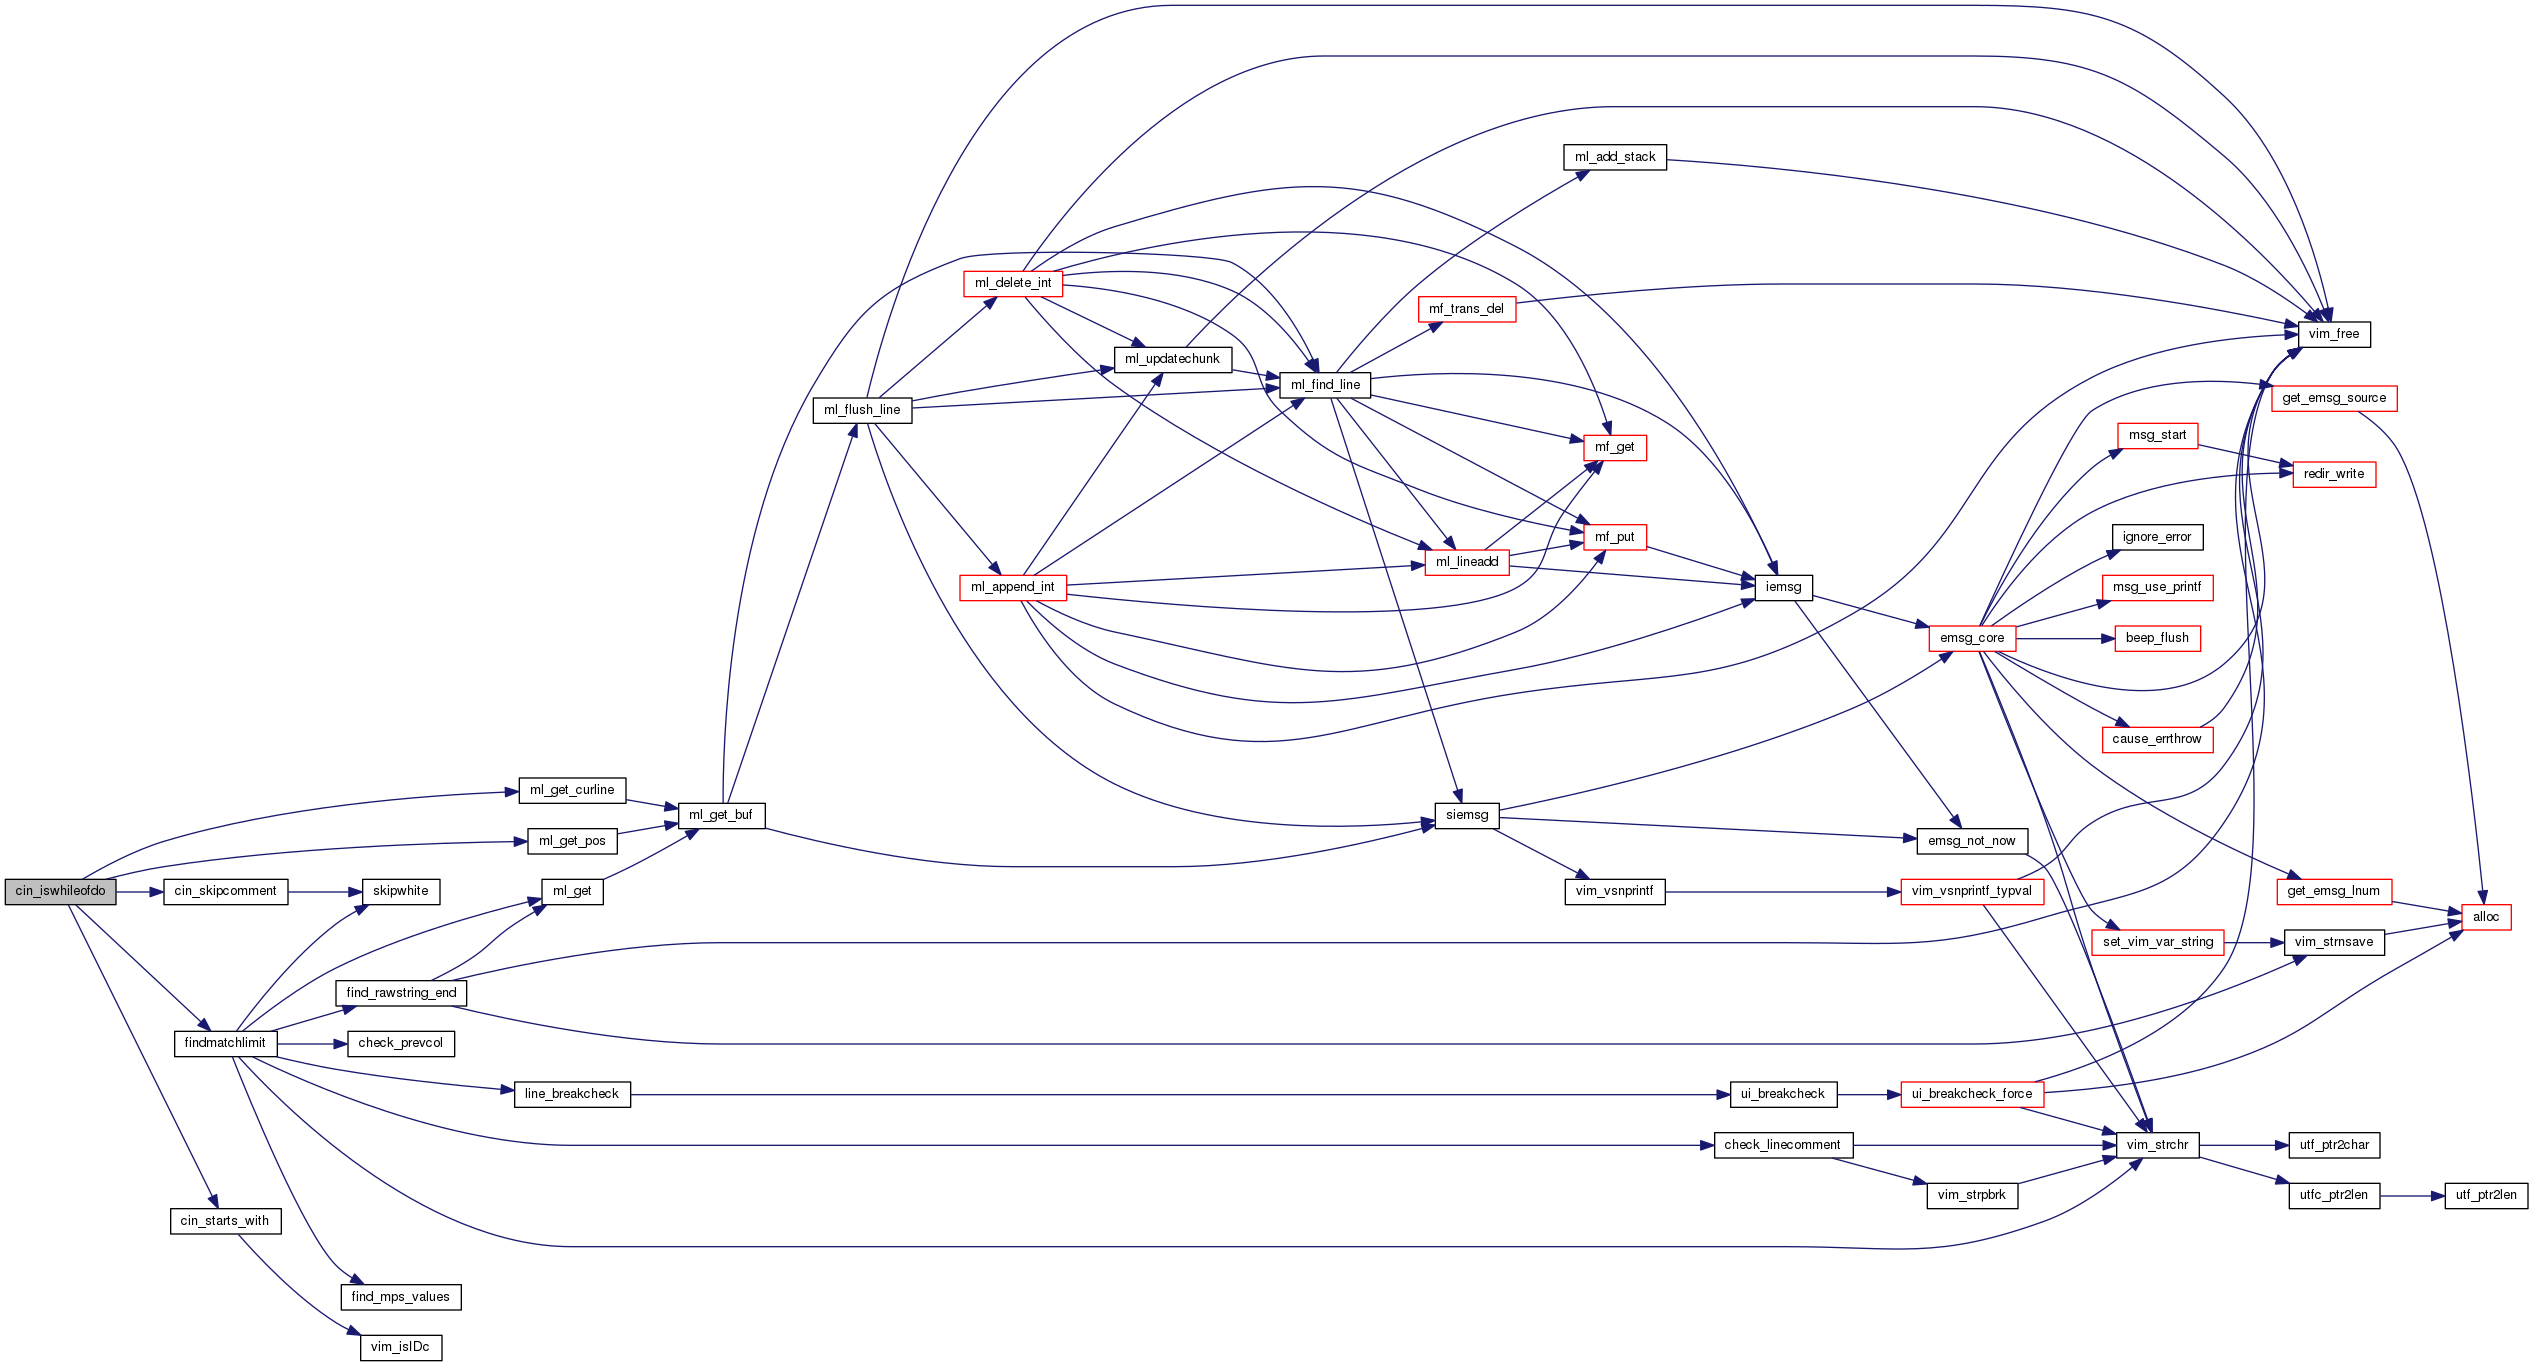 ml_add_stack
ml_delete_int
mf_trans_del
vim_free
ml_updatechunk
ml_find_line
get_emsg_source
ml_flush_line
msg_start
mf_get
redir_write
mf_put
ignore_error
ml_lineadd
ml_append_int
iemsg
msg_use_printf
emsg_core
beep_flush
cause_errthrow
ml_get_curline
ml_get_buf
siemsg
ml_get_pos
emsg_not_now
cin_iswhileofdo
cin_skipcomment
skipwhite
ml_get
vim_vsnprintf
vim_vsnprintf_typval
get_emsg_lnum
alloc
set_vim_var_string
vim_strnsave
find_rawstring_end
findmatchlimit
check_prevcol
line_breakcheck
ui_breakcheck
ui_breakcheck_force
check_linecomment
vim_strchr
utf_ptr2char
vim_strpbrk
utfc_ptr2len
utf_ptr2len
cin_starts_with
find_mps_values
vim_isIDc